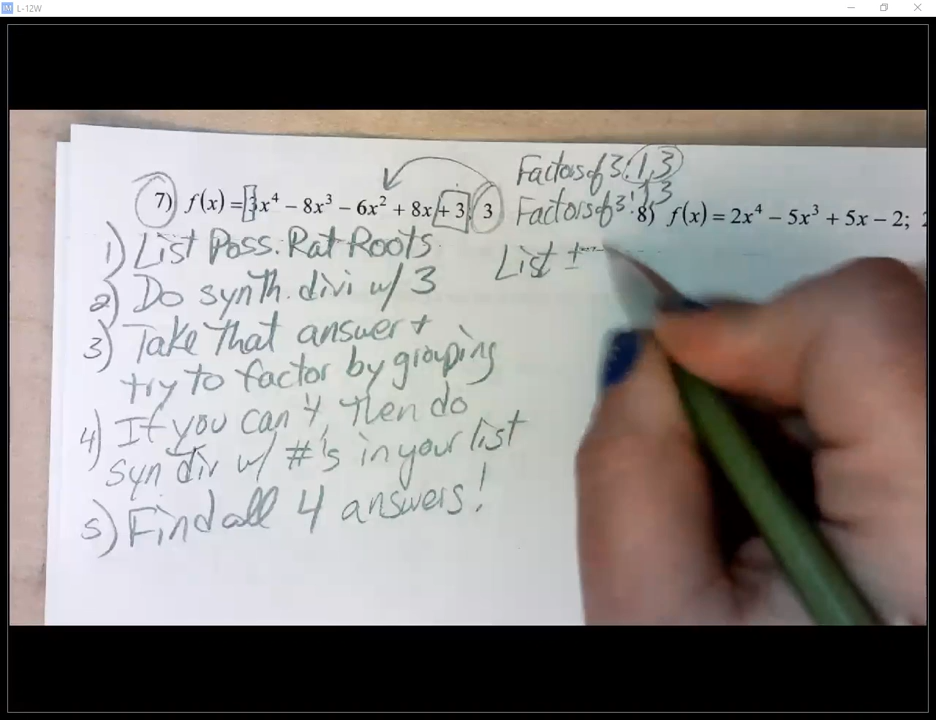 L-12W
7) f(x) = 3x⁴ − 8x³ − 6x² + 8x + 3; 3
Factors of 3: 1, 3
Factors of 3: 1, 3
8) f(x) = 2x⁴ − 5x³ + 5x − 2;
List ±
1) List Poss. Rat Roots
2) Do synth. divi w/ 3
3) Take that answer +
try to factor by grouping
4) If you can't, then do
syn div w/ #'s in your list
5) Find all 4 answers!